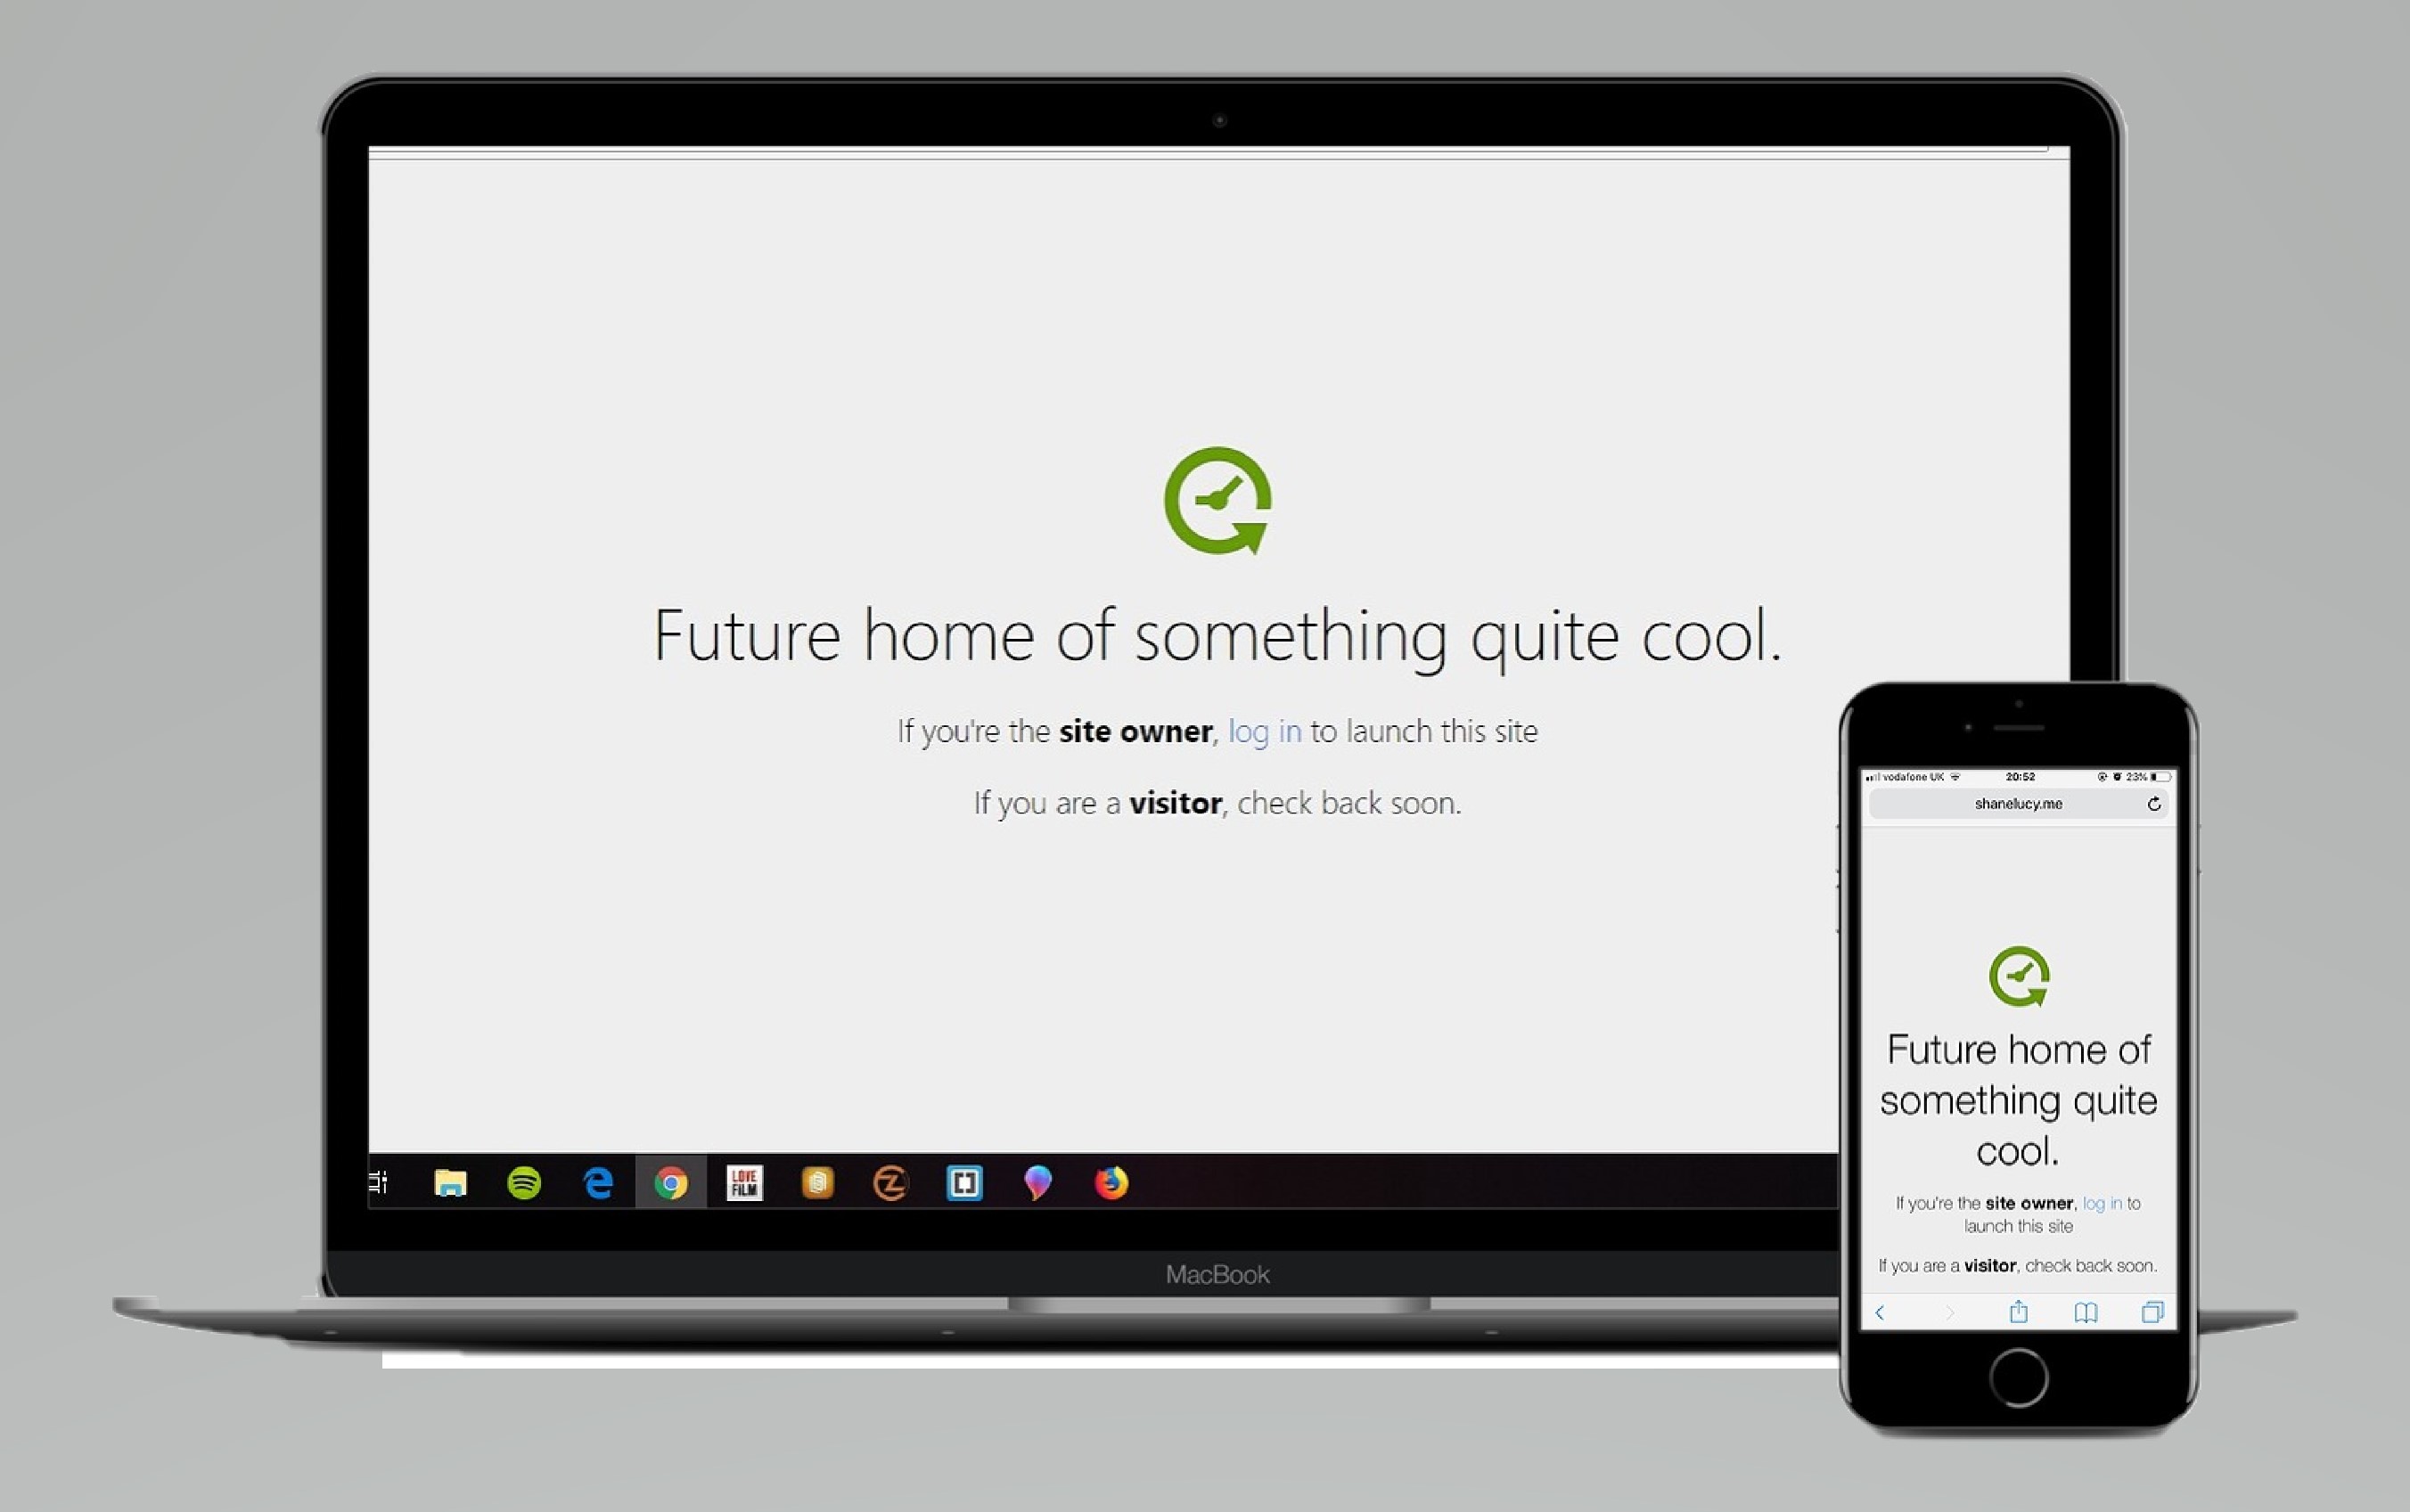 Future home of something quite cool.
If you're the site owner, log in to launch this site
If you are a visitor, check back soon.
LOVE
FiLM
MacBook
vodafone UK
20:52
23%
shanelucy.me
Future home of
something quite
cool.
If you're the site owner, log in to
launch this site
If you are a visitor, check back soon.